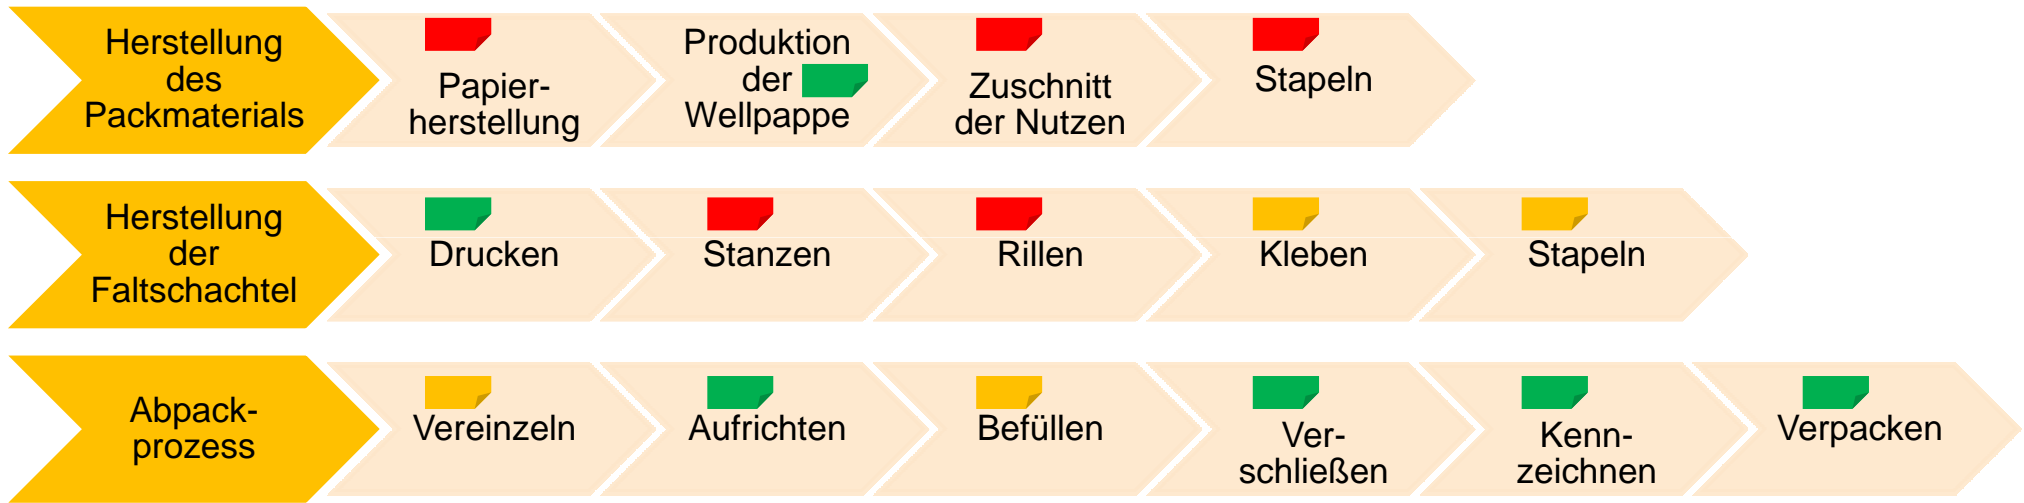 Herstellung
des
Packmaterials
Papier-
herstellung
Produktion
der
Wellpappe
Zuschnitt
der Nutzen
Stapeln
Herstellung
der
Faltschachtel
Drucken
Stanzen
Rillen
Kleben
Stapeln
Abpack-
prozess
Vereinzeln
Aufrichten
Befüllen
Ver-
schließen
Kenn-
zeichnen
Verpacken